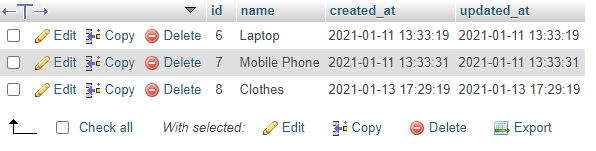 id name created_at updated_at
Edit Copy Delete 6 Laptop 2021-01-11 13:33:19 2021-01-11 13:33:19
Edit Copy Delete 7 Mobile Phone 2021-01-11 13:33:31 2021-01-11 13:33:31
Edit Copy Delete 8 Clothes 2021-01-13 17:29:19 2021-01-13 17:29:19
Check all With selected: Edit Copy Delete Export